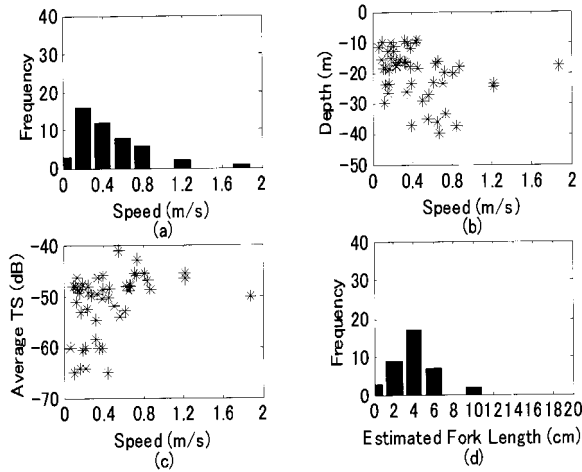 40
30
20
10
0
Frequency
0 0.4 0.8 1.2 1.6 2
Speed (m/s)
(a)
0
-10
-20
-30
-40
-50
Depth (m)
0 0.4 0.8 1.2 1.6 2
Speed (m/s)
(b)
-40
-50
-60
-70
Average TS (dB)
0 0.4 0.8 1.2 1.6 2
Speed (m/s)
(c)
40
30
20
10
0
Frequency
0 2 4 6 8 10 12 14 16 18 20
Estimated Fork Length (cm)
(d)